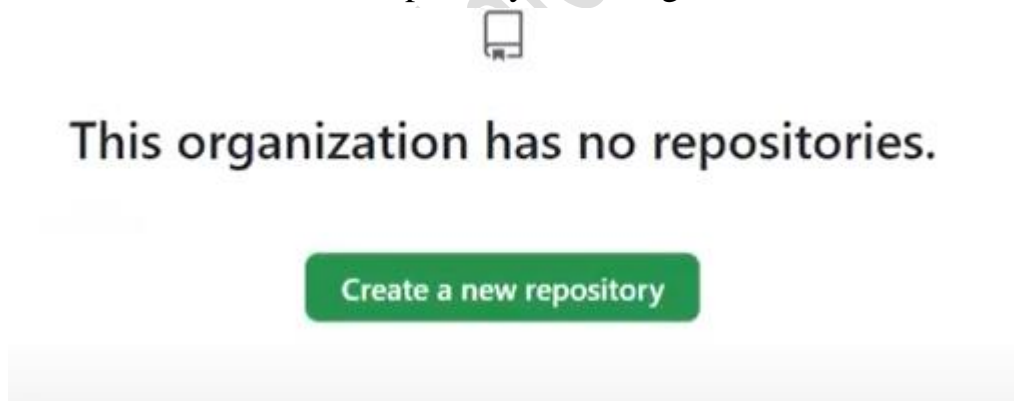 This organization has no repositories.
Create a new repository